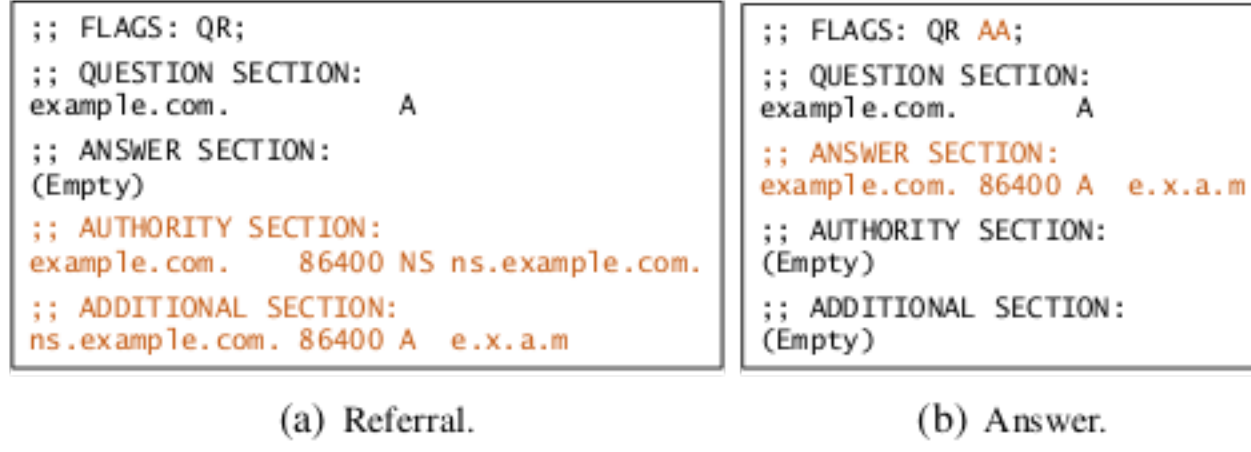 ;; FLAGS: QR;
;; QUESTION SECTION:
example.com. A
;; ANSWER SECTION:
(Empty)
;; AUTHORITY SECTION:
example.com. 86400 NS ns.example.com.
;; ADDITIONAL SECTION:
ns.example.com. 86400 A e.x.a.m
(a) Referral.
;; FLAGS: QR AA;
;; QUESTION SECTION:
example.com. A
;; ANSWER SECTION:
example.com. 86400 A e.x.a.m
;; AUTHORITY SECTION:
(Empty)
;; ADDITIONAL SECTION:
(Empty)
(b) Answer.